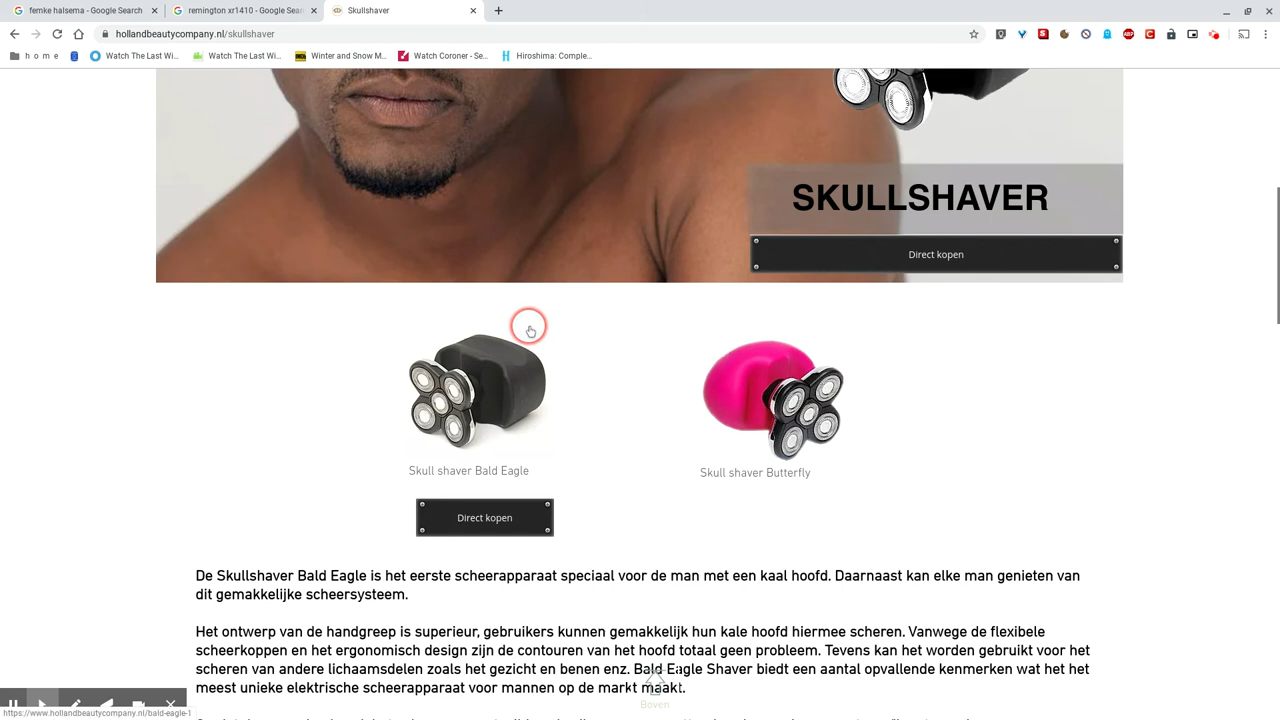 femke halsema - Google Search
remington xr1410 - Google Sear
Skullshaver
hollandbeautycompany.nl/skullshaver
h o m e
Watch The Last Wi...
Watch The Last Wi...
Winter and Snow M...
Watch Coroner - Se...
Hiroshima: Comple...
SKULLSHAVER
Direct kopen
Skull shaver Bald Eagle
Skull shaver Butterfly
Direct kopen
De Skullshaver Bald Eagle is het eerste scheerapparaat speciaal voor de man met een kaal hoofd. Daarnaast kan elke man genieten van
dit gemakkelijke scheersysteem.
Het ontwerp van de handgreep is superieur, gebruikers kunnen gemakkelijk hun kale hoofd hiermee scheren. Vanwege de flexibele
scheerkoppen en het ergonomisch design zijn de contouren van het hoofd totaal geen probleem. Tevens kan het worden gebruikt voor het
scheren van andere lichaamsdelen zoals het gezicht en benen enz. Bald Eagle Shaver biedt een aantal opvallende kenmerken wat het het
meest unieke elektrische scheerapparaat voor mannen op de markt maakt.
Boven
https://www.hollandbeautycompany.nl/bald-eagle-1